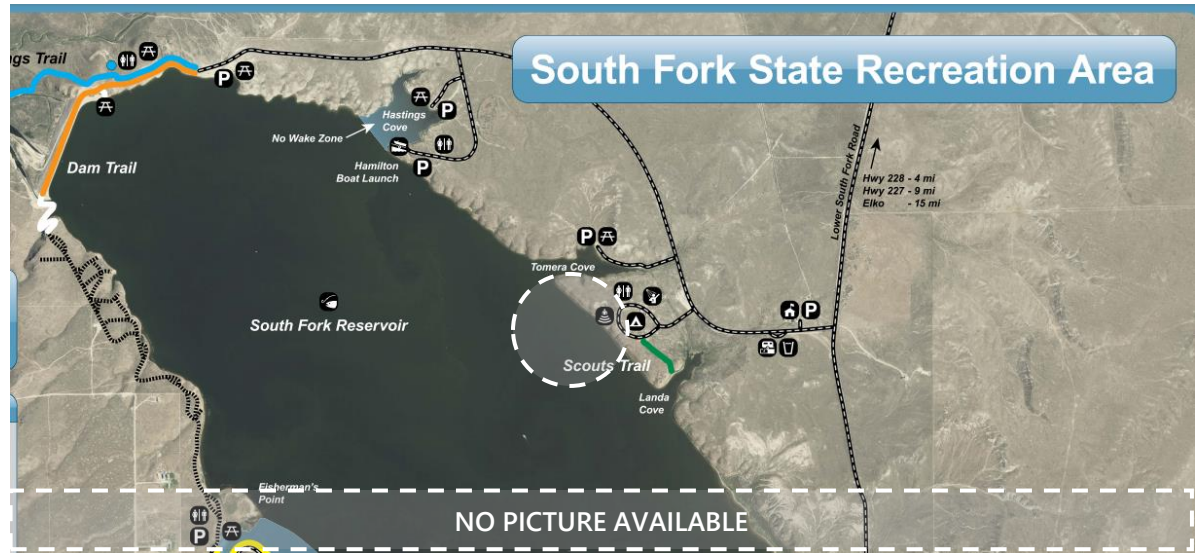 South Fork State Recreation Area
ngs Trail
P
P
Hastings
Cove
No Wake Zone
Hamilton
Boat Launch
P
Dam Trail
Lower South Fork Road
Hwy 228 - 4 mi
Hwy 227 - 9 mi
Elko - 15 mi
P
Tomera Cove
South Fork Reservoir
P
Scouts Trail
Landa
Cove
Fisherman's
Point
NO PICTURE AVAILABLE
P